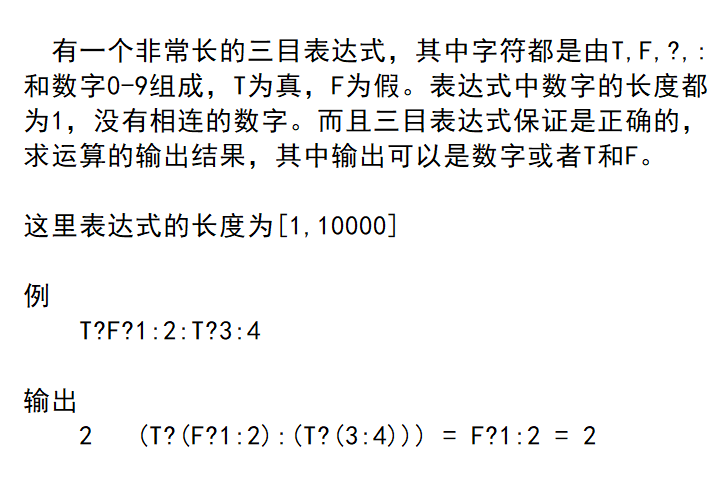 有一个非常长的三目表达式，其中字符都是由T,F,?,:
和数字0-9组成，T为真，F为假。表达式中数字的长度都
为1，没有相连的数字。而且三目表达式保证是正确的，
求运算的输出结果，其中输出可以是数字或者T和F。
这里表达式的长度为[1,10000]
例
T?F?1:2:T?3:4
输出
2 (T?(F?1:2):(T?(3:4))) = F?1:2 = 2